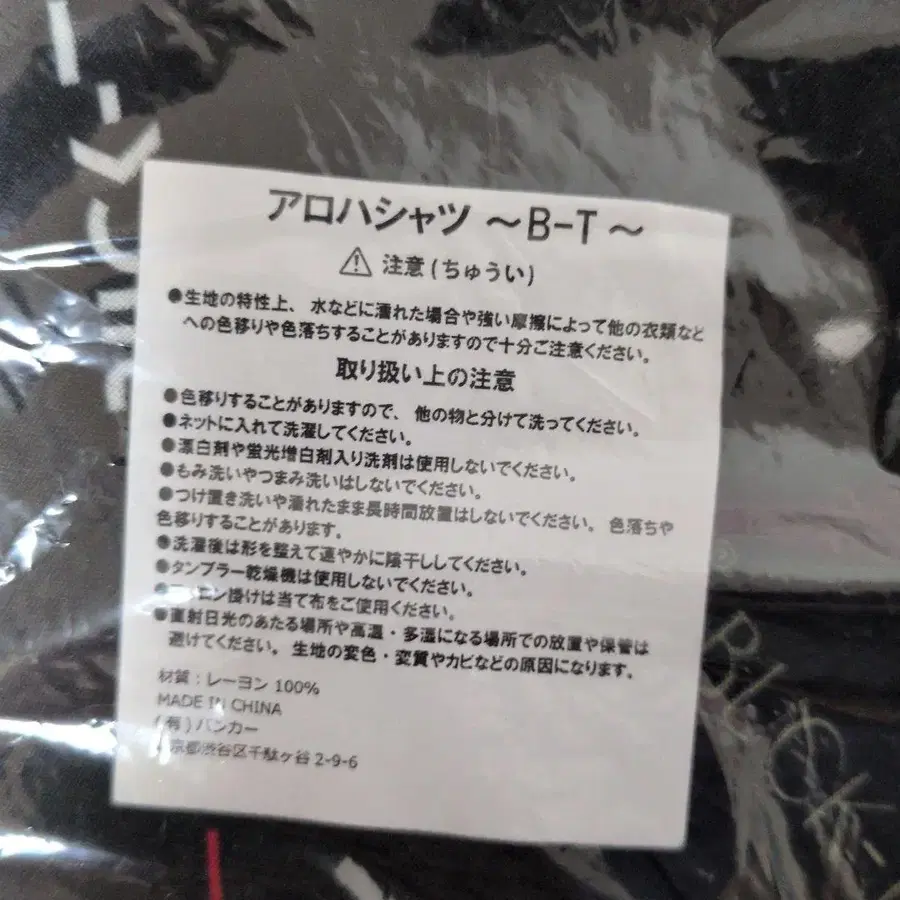 アロハシャツ ～B-T～
⚠ 注意(ちゅうい)
●生地の特性上、水などに濡れた場合や強い摩擦によって他の衣類など
への色移りや色落ちすることがありますので十分ご注意ください。
取り扱い上の注意
●色移りすることがありますので、他の物と分けて洗ってください。
●ネットに入れて洗濯してください。
●漂白剤や蛍光増白剤入り洗剤は使用しないでください。
●もみ洗いやつまみ洗いはしないでください。
●つけ置き洗いや濡れたまま長時間放置はしないでください。色落ちや
色移りすることがあります。
●洗濯後は形を整えて速やかに陰干ししてください。
●タンブラー乾燥機は使用しないでください。
ロン掛けは当て布をご使用ください。
●直射日光のあたる場所や高温・多湿になる場所での放置や保管は
避けてください。生地の変色・変質やカビなどの原因になります。
材質：レーヨン 100%
MADE IN CHINA
(有)バンカー
京都渋谷区千駄ヶ谷 2-9-6
BLCK